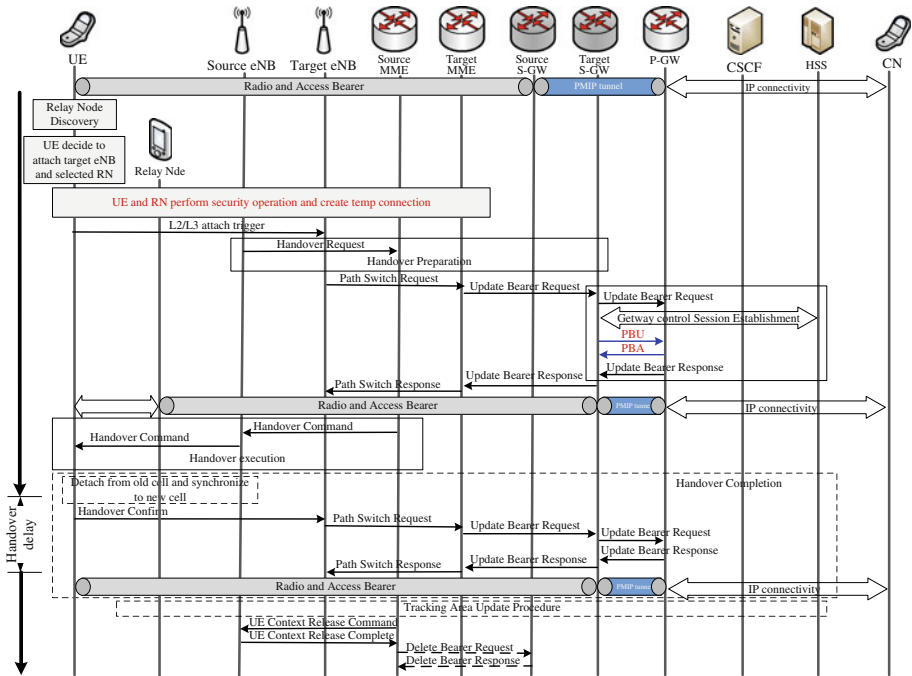 UE
Source eNB
Target eNB
Source
MME
Target
MME
Source
S-GW
Target
S-GW
P-GW
CSCF
HSS
CN
Radio and Access Bearer
PMIP tunnel
IP connectivity
Relay Node
Discovery
UE decide to
attach target eNB
and selected RN
Relay Nde
UE and RN perform security operation and create temp connection
L2/L3 attach trigger
Handover Request
Handover Preparation
Path Switch Request
Update Bearer Request
Update Bearer Request
Getway control Session Establishment
PBU
PBA
Update Bearer Response
Update Bearer Response
Path Switch Response
Radio and Access Bearer
PMIP tunne
IP connectivity
Handover Command
Handover Command
Handover execution
Detach from old cell and synchronize
to new cell
Handover Completion
Handover
delay
Handover Confirm
Path Switch Request
Update Bearer Request
Update Bearer Request
Update Bearer Response
Update Bearer Response
Path Switch Response
Radio and Access Bearer
PMIP tunne
IP connectivity
Tracking Area Update Procedure
UE Context Release Command
UE Context Release Complete
Delete Bearer Request
Delete Bearer Response